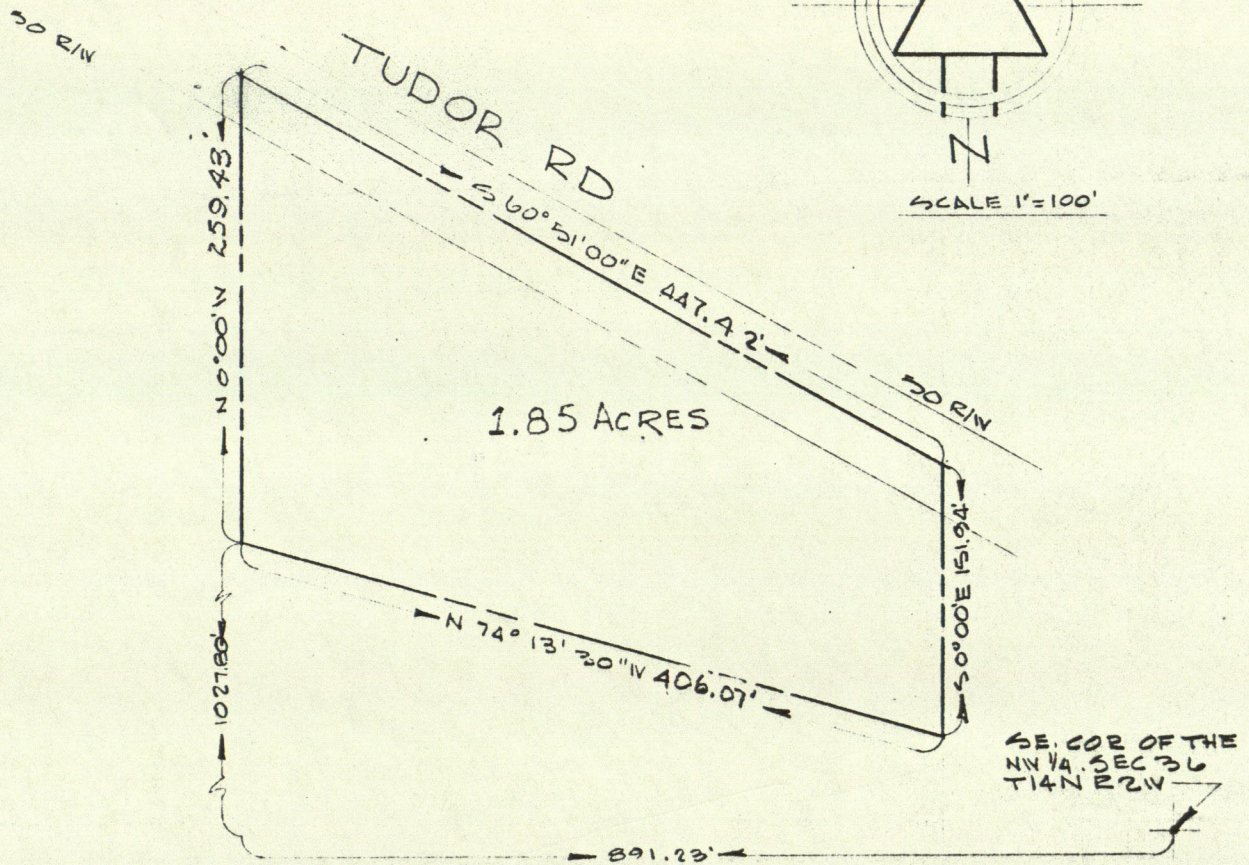 50 R/W
TUDOR RD
N
SCALE 1"=100'
N 0°00'W 259.43
S 60°51'00"E 447.42'
50 R/W
1.85 ACRES
S 0°00'E 151.94'
N 74° 13' 30"W 406.07'
1027.80'
SE. COR OF THE
NW 1/4. SEC 36
T14N R2W
891.23'